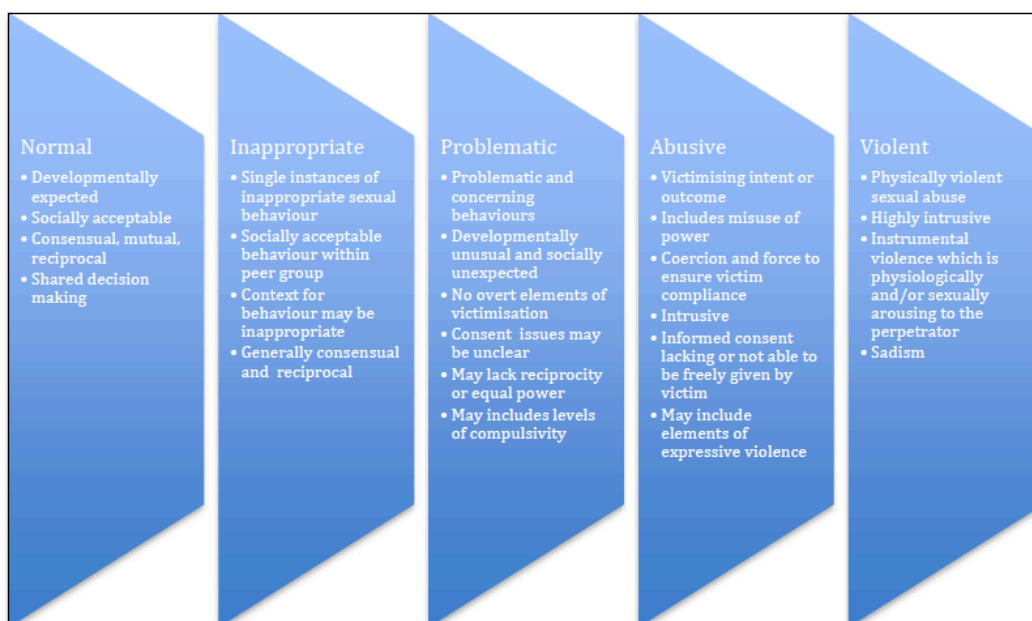 Normal
• Developmentally
expected
• Socially acceptable
• Consensual, mutual,
reciprocal
• Shared decision
making
Inappropriate
• Single instances of
inappropriate sexual
behaviour
• Socially acceptable
behaviour within
peer group
• Context for
behaviour may be
inappropriate
• Generally consensual
and reciprocal
Problematic
• Problematic and
concerning
behaviours
• Developmentally
unusual and socially
unexpected
• No overt elements of
victimisation
• Consent issues may
be unclear
• May lack reciprocity
or equal power
• May includes levels
of compulsivity
Abusive
• Victimising intent or
outcome
• Includes misuse of
power
• Coercion and force to
ensure victim
compliance
• Intrusive
• Informed consent
lacking or not able to
be freely given by
victim
• May include
elements of
expressive violence
Violent
• Physically violent
sexual abuse
• Highly intrusive
• Instrumental
violence which is
physiologically
and/or sexually
arousing to the
perpetrator
• Sadism